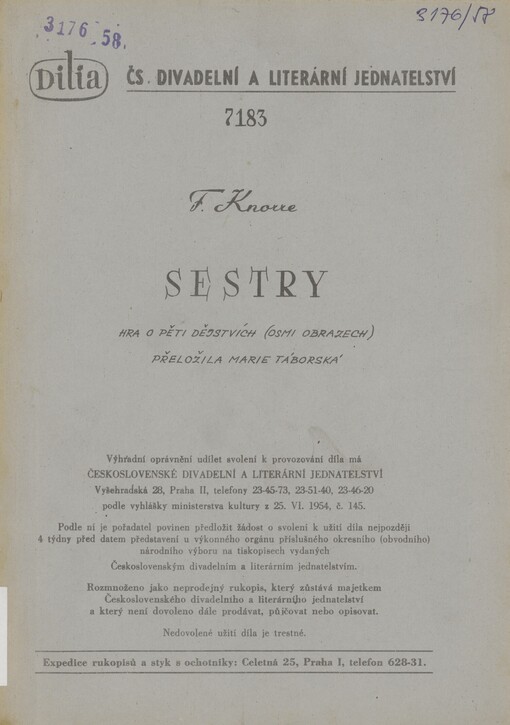 3176 58.
3176/58
Dilia
ČS. DIVADELNÍ A LITERÁRNÍ JEDNATELSTVÍ
7183
F. Knorre
SESTRY
HRA O PĚTI DĚJSTVÍCH (OSMI OBRAZECH)
PŘELOŽILA MARIE TÁBORSKÁ
Výhradní oprávnění udílet svolení k provozování díla má
ČESKOSLOVENSKÉ DIVADELNÍ A LITERÁRNÍ JEDNATELSTVÍ
Vyšehradská 28, Praha II, telefony 23-45-73, 23-51-40, 23-46-20
podle vyhlášky ministerstva kultury z 25. VI. 1954, č. 145.
Podle ní je pořadatel povinen předložit žádost o svolení k užití díla nejpozději
4 týdny před datem představení u výkonného orgánu příslušného okresního (obvodního)
národního výboru na tiskopisech vydaných
Československým divadelním a literárním jednatelstvím.
Rozmnoženo jako neprodejný rukopis, který zůstává majetkem
Československého divadelního a literárního jednatelství
a který není dovoleno dále prodávat, půjčovat nebo opisovat.
Nedovolené užití díla je trestné.
Expedice rukopisů a styk s ochotníky: Celetná 25, Praha I, telefon 628-31.